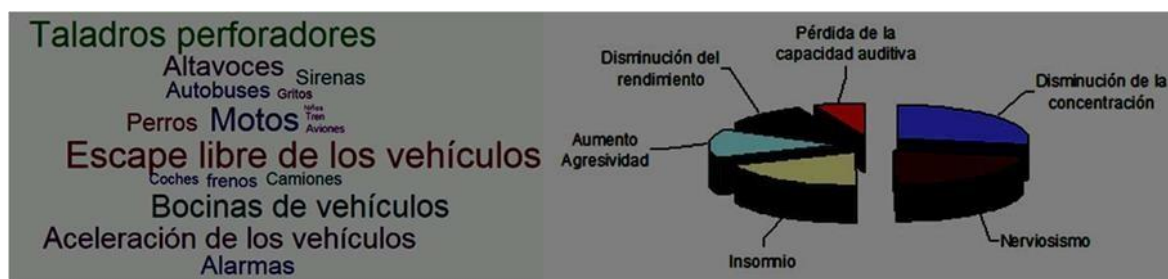 Taladros perforadores
Altavoces Sirenas
Autobuses Gritos
Niños
Perros Motos Tren
Aviones
Escape libre de los vehículos
Coches frenos Camiones
Bocinas de vehículos
Aceleración de los vehículos
Alarmas
Pérdida de la
capacidad auditiva
Disminución del
rendimiento
Disminución de la
concentración
Aumento
Agresividad
Insomnio
Nerviosismo